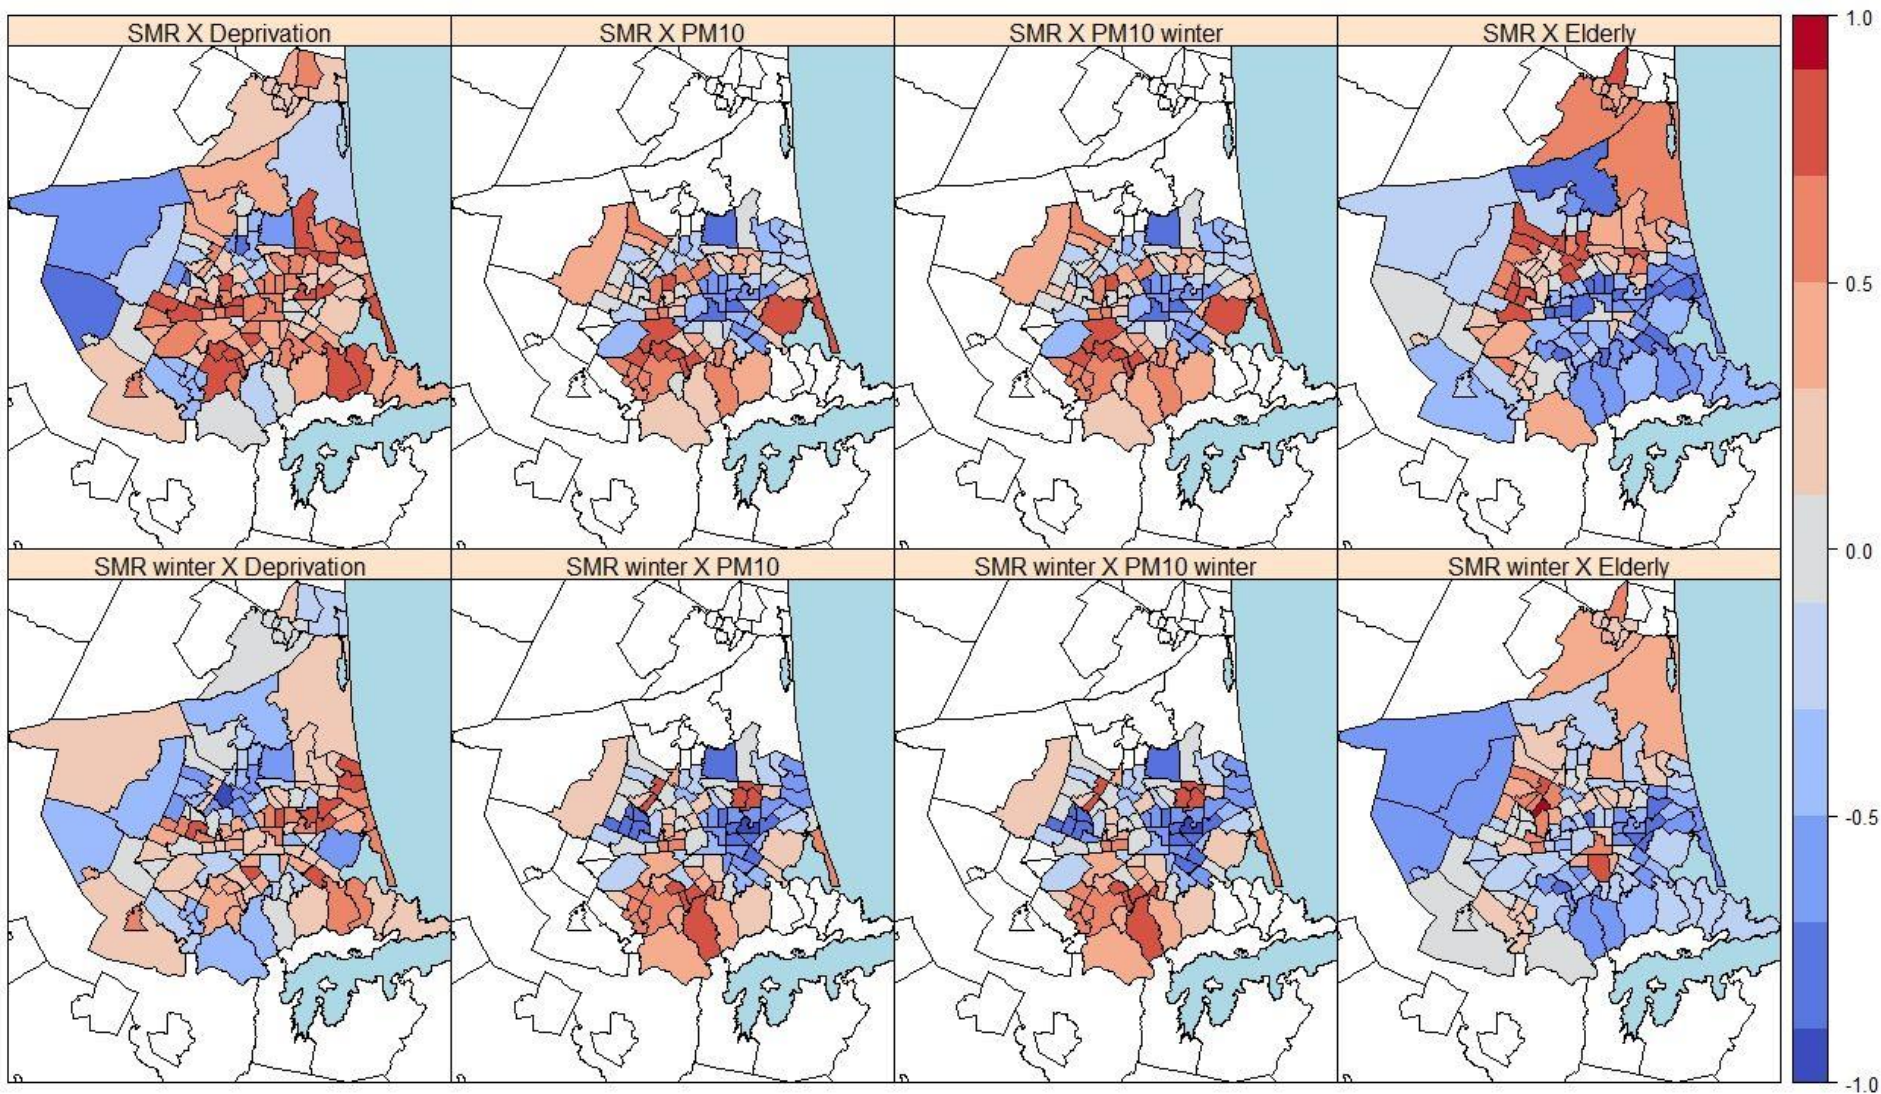 SMR X Deprivation
SMR X PM10
SMR X PM10 winter
SMR X Elderly
1.0
0.5
0.0
-0.5
-1.0
SMR winter X Deprivation
SMR winter X PM10
SMR winter X PM10 winter
SMR winter X Elderly